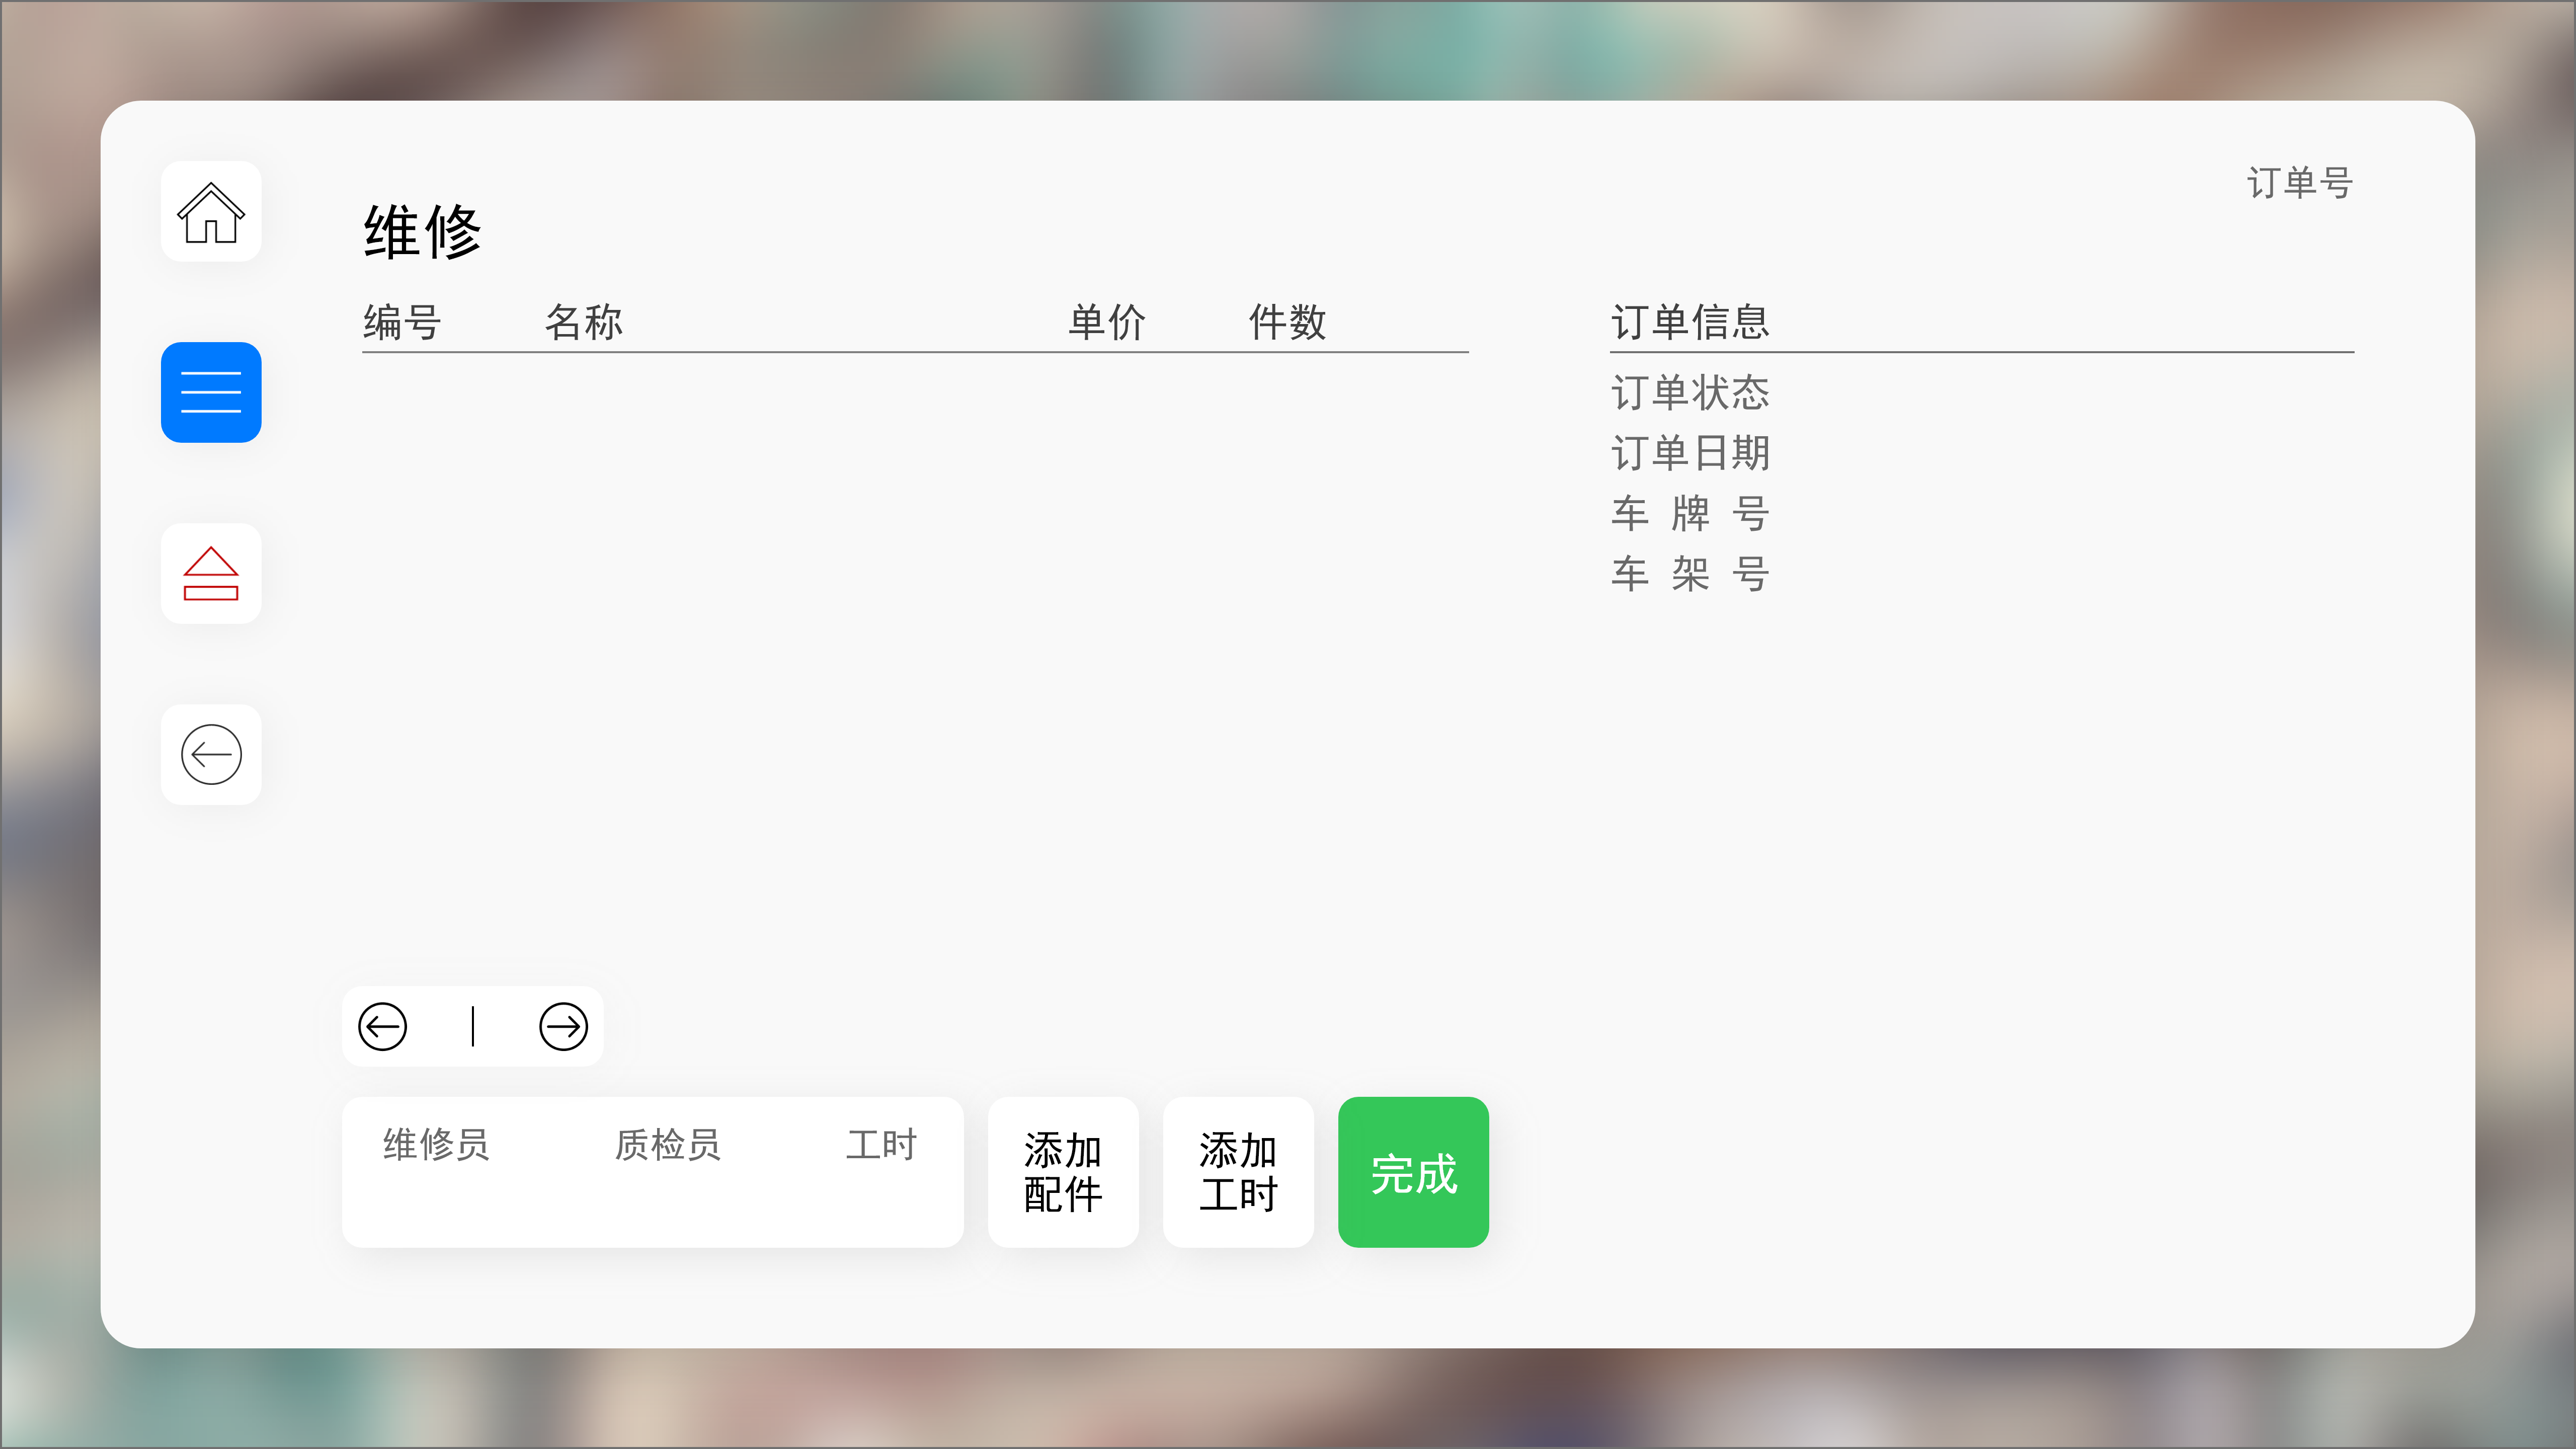 订单号
维修
编号 名称 单价 件数
订单信息
订单状态
订单日期
车 牌 号
车 架 号
维修员 质检员 工时
添加
配件
添加
工时
完成